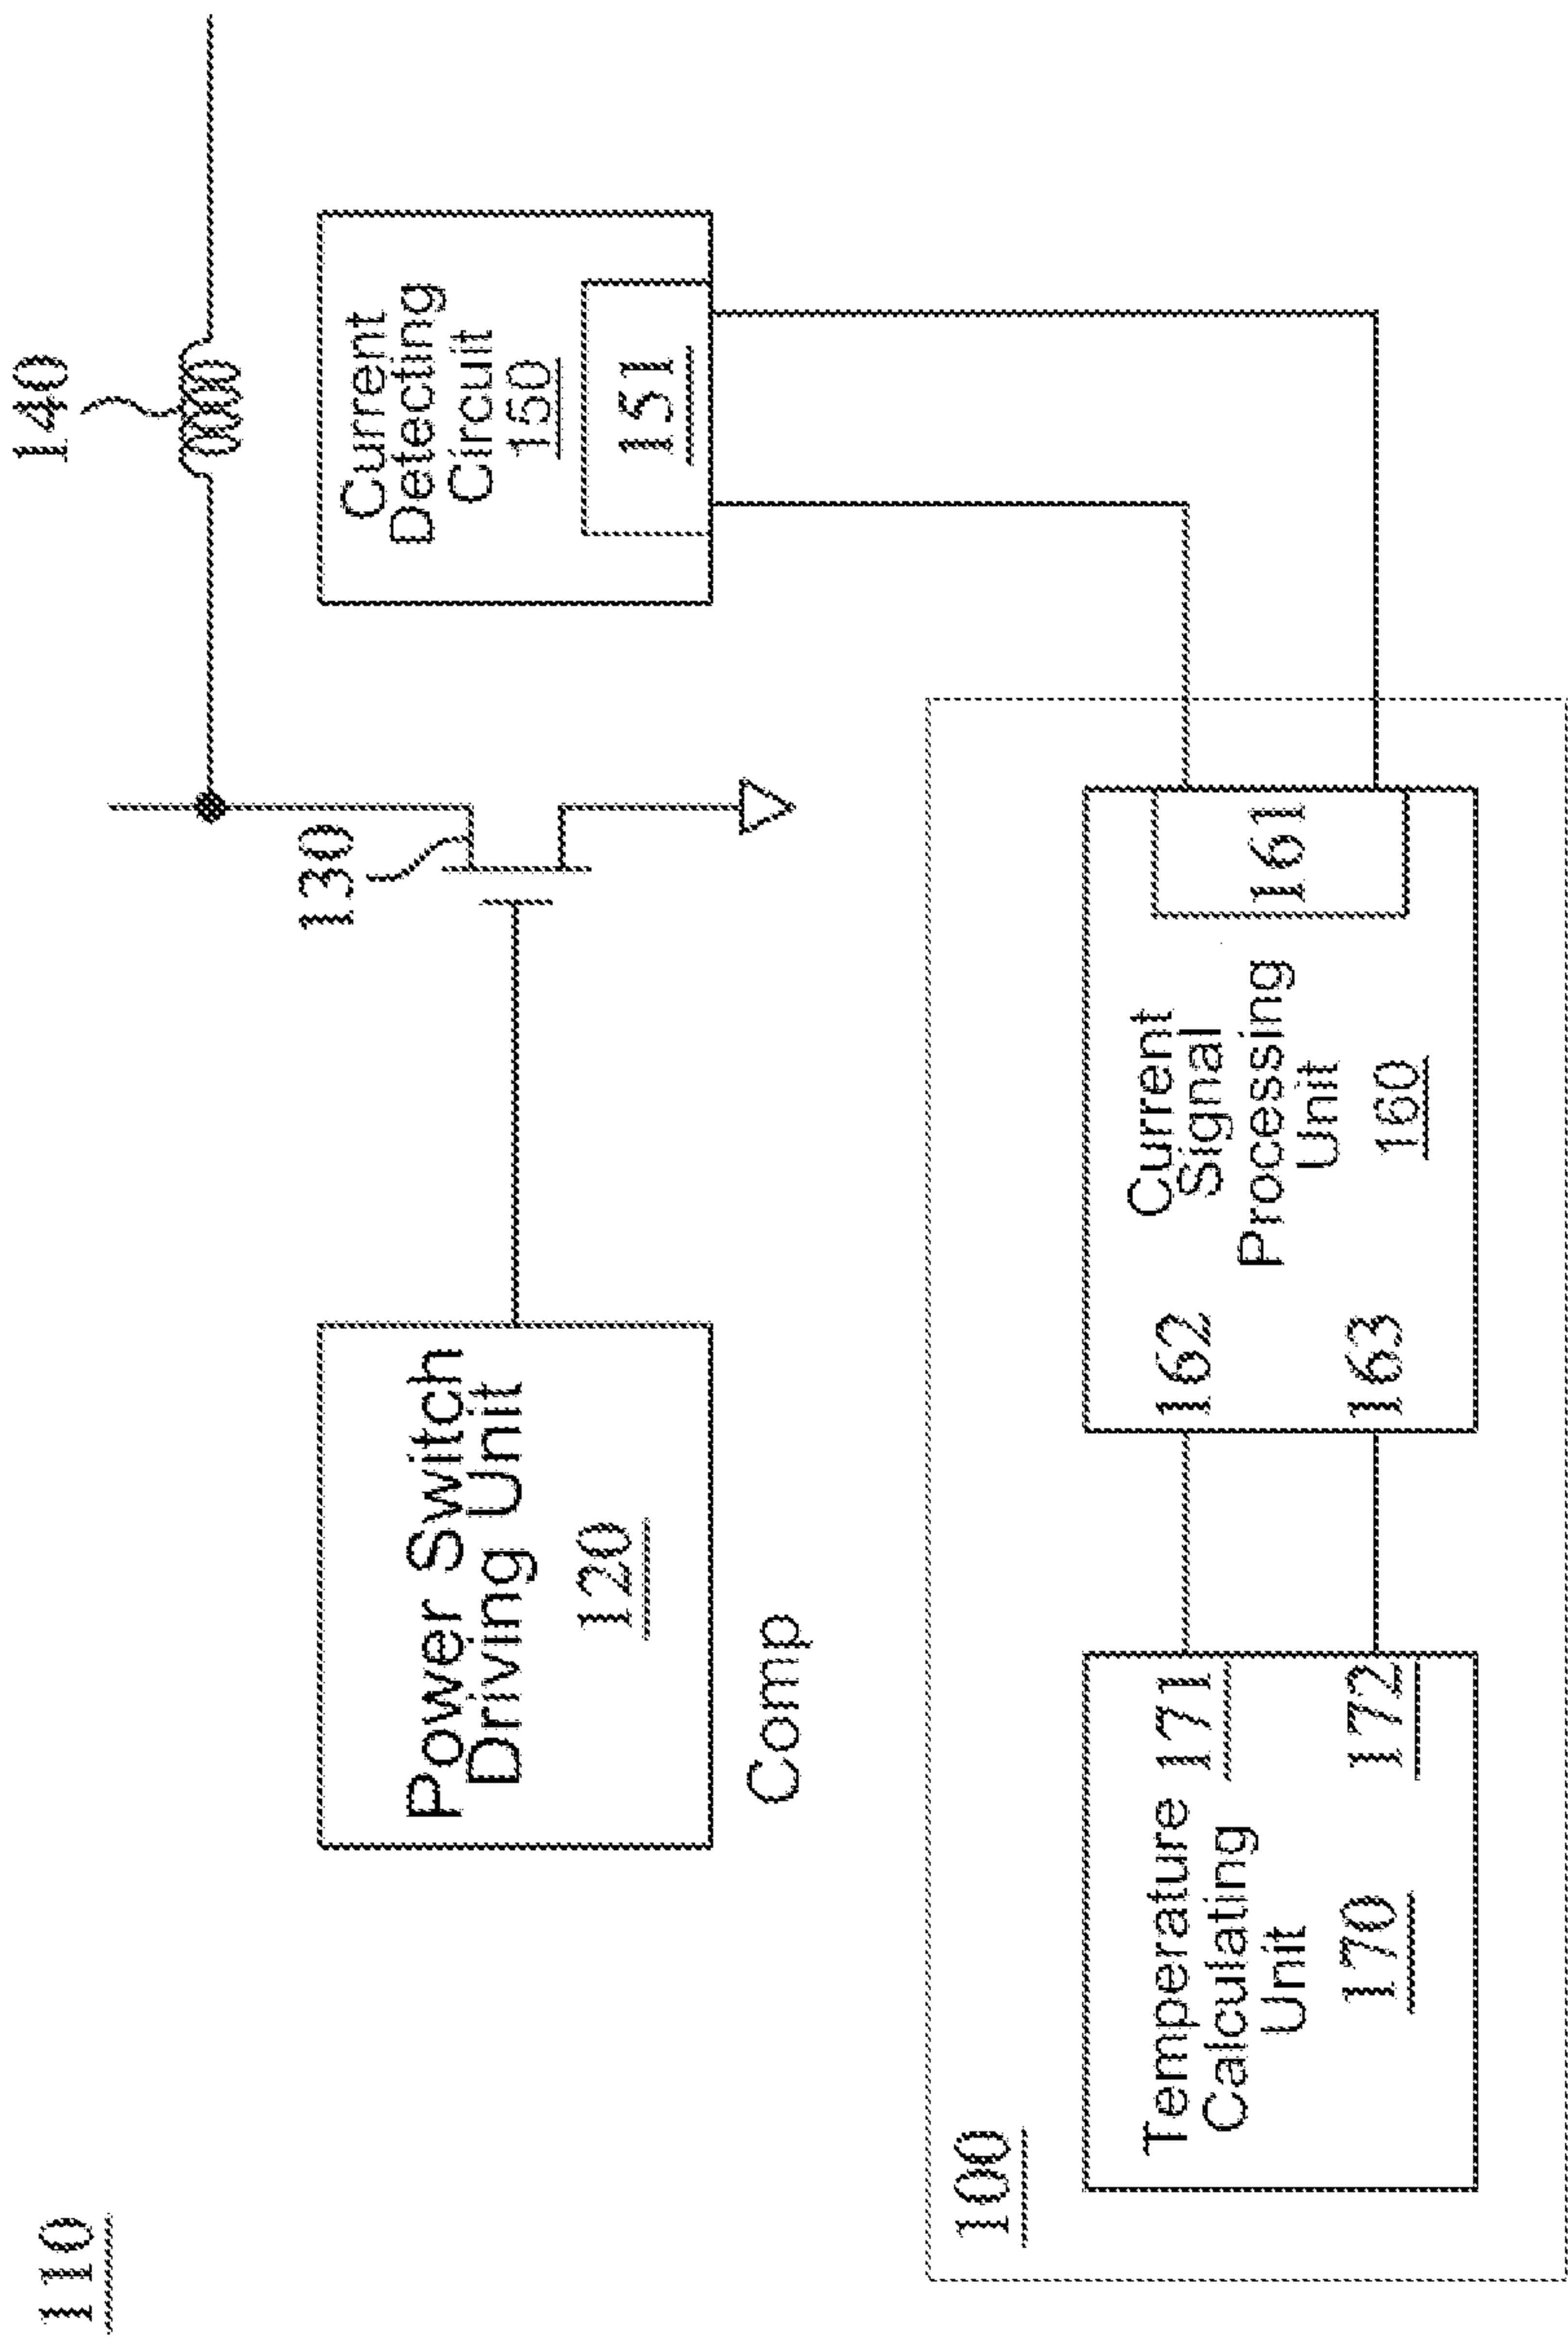 110
140
130
Power Switch
Driving Unit
120
Comp
Current
Detecting
Circuit
150
151
100
Temperature
Calculating
Unit
170
171
172
162
163
Current
Signal
Processing
Unit
160
161